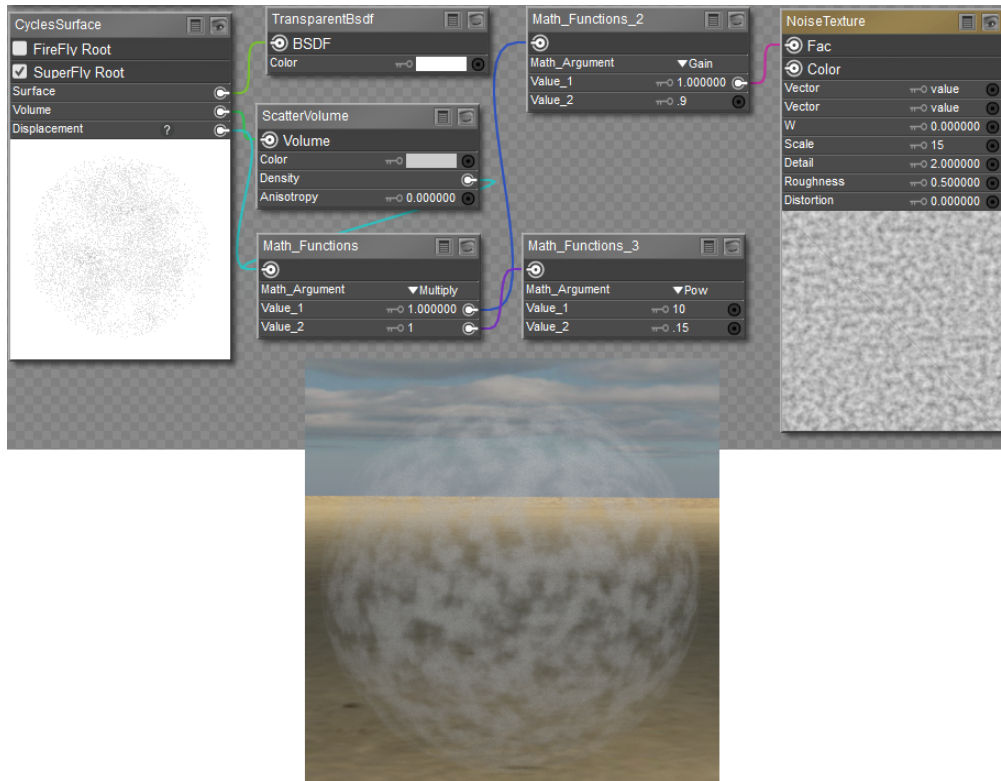 CyclesSurface
FireFly Root
SuperFly Root
Surface
Volume
Displacement ?
TransparentBsdf
BSDF
Color
ScatterVolume
Volume
Color
Density
Anisotropy 0.000000
Math_Functions
Math_Argument ▼Multiply
Value_1 1.000000
Value_2 1
Math_Functions_2
Math_Argument ▼Gain
Value_1 1.000000
Value_2 .9
Math_Functions_3
Math_Argument ▼Pow
Value_1 10
Value_2 .15
NoiseTexture
Fac
Color
Vector value
Vector value
W 0.000000
Scale 15
Detail 2.000000
Roughness 0.500000
Distortion 0.000000